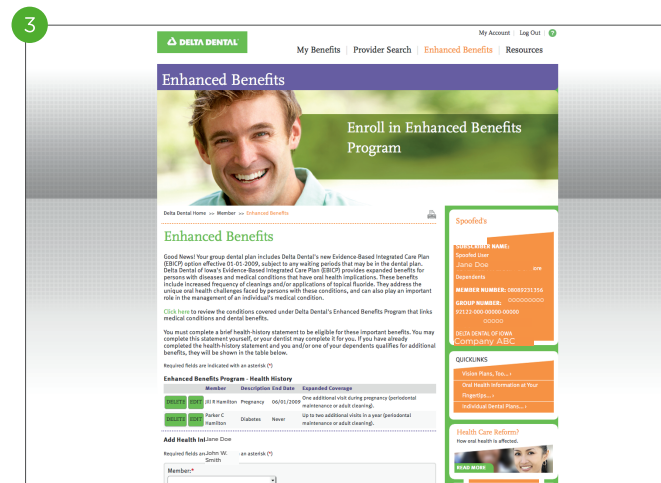 3
My Account | Log Out | ?
DELTA DENTAL
My Benefits | Provider Search | Enhanced Benefits | Resources
Enhanced Benefits
Enroll in Enhanced Benefits
Program
Delta Dental Home >> Member >> Enhanced Benefits
Enhanced Benefits
Good News! Your group dental plan includes Delta Dental's new Evidence-Based Integrated Care Plan
(EBICP) option effective 01-01-2009, subject to any waiting periods that may be in the dental plan.
Delta Dental of Iowa's Evidence-Based Integrated Care Plan (EBICP) provides expanded benefits for
persons with diseases and medical conditions that have oral health implications. These benefits
include increased frequency of cleanings and/or applications of topical fluoride. They address the
unique oral health challenges faced by persons with these conditions, and can also play an important
role in the management of an individual's medical condition.
Click here to review the conditions covered under Delta Dental's Enhanced Benefits Program that links
medical conditions and dental benefits.
You must complete a brief health-history statement to be eligible for these important benefits. You may
complete this statement yourself, or your dentist may complete it for you. If you have already
completed the health-history statement and you and/or one of your dependents qualifies for additional
benefits, they will be shown in the table below.
Required fields are indicated with an asterisk (*)
Enhanced Benefits Program - Health History
Member Description End Date Expanded Coverage
DELETE EDIT Jill R Hamilton Pregnancy 06/01/2009 One additional visit during pregnancy (periodontal
maintenance or adult cleaning).
DELETE EDIT Parker C Hamilton Diabetes Never Up to two additional visits in a year (periodontal
maintenance or adult cleaning).
Add Health In Jane Doe
Required fields are John W. Smith an asterisk (*)
Member:*
Spoofed's
SUBSCRIBER NAME:
Spoofed User
Jane Doe
Dependents
MEMBER NUMBER: 08089231356
GROUP NUMBER: 000000000
92122-000-00000-00000
00000
DELTA DENTAL OF IOWA
Company ABC
QUICKLINKS
Vision Plans, Too... ›
Oral Health Information at Your
Fingertips... ›
Individual Dental Plans... ›
Health Care Reform?
How oral health is affected.
READ MORE